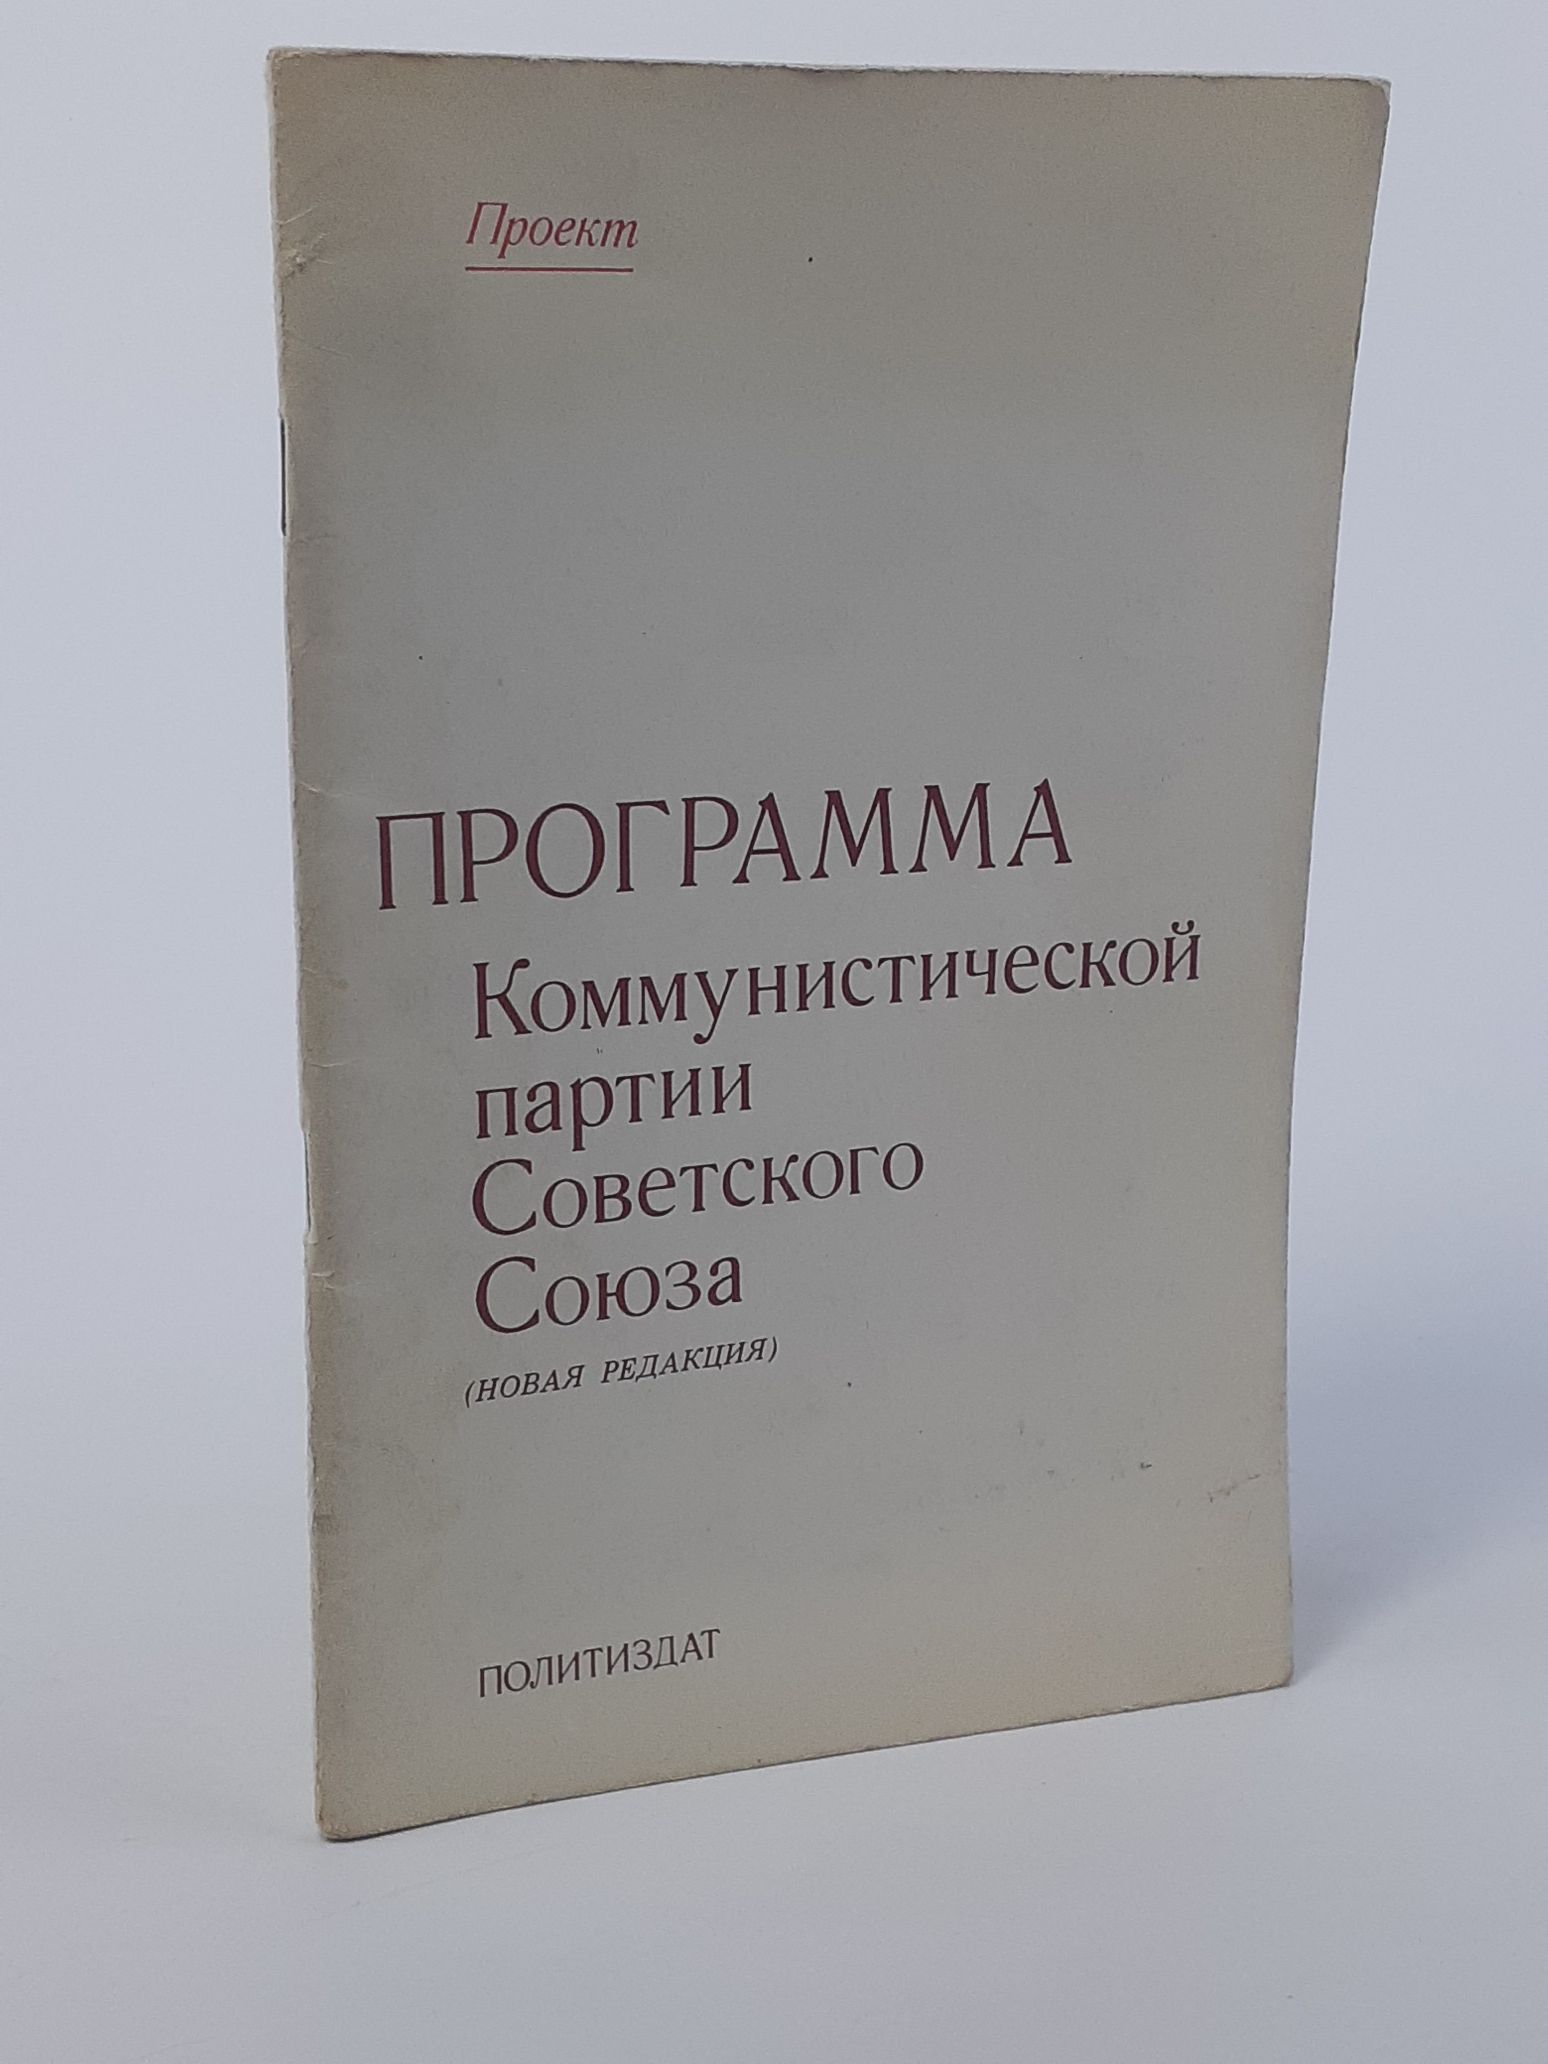 Проект
ПРОГРАММА
Коммунистической
партии
Советского
Союза
(НОВАЯ РЕДАКЦИЯ)
ПОЛИТИЗДАТ